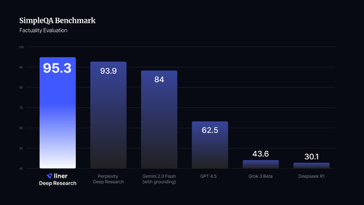 SimpleQA Benchmark
Factuality Evaluation
95.3
93.9
84
62.5
43.6
30.1
liner
Deep Research
Perplexity
Deep Research
Gemini 2.0 Flash
(with grounding)
GPT 4.5
Grok 3 Beta
Deepseek R1